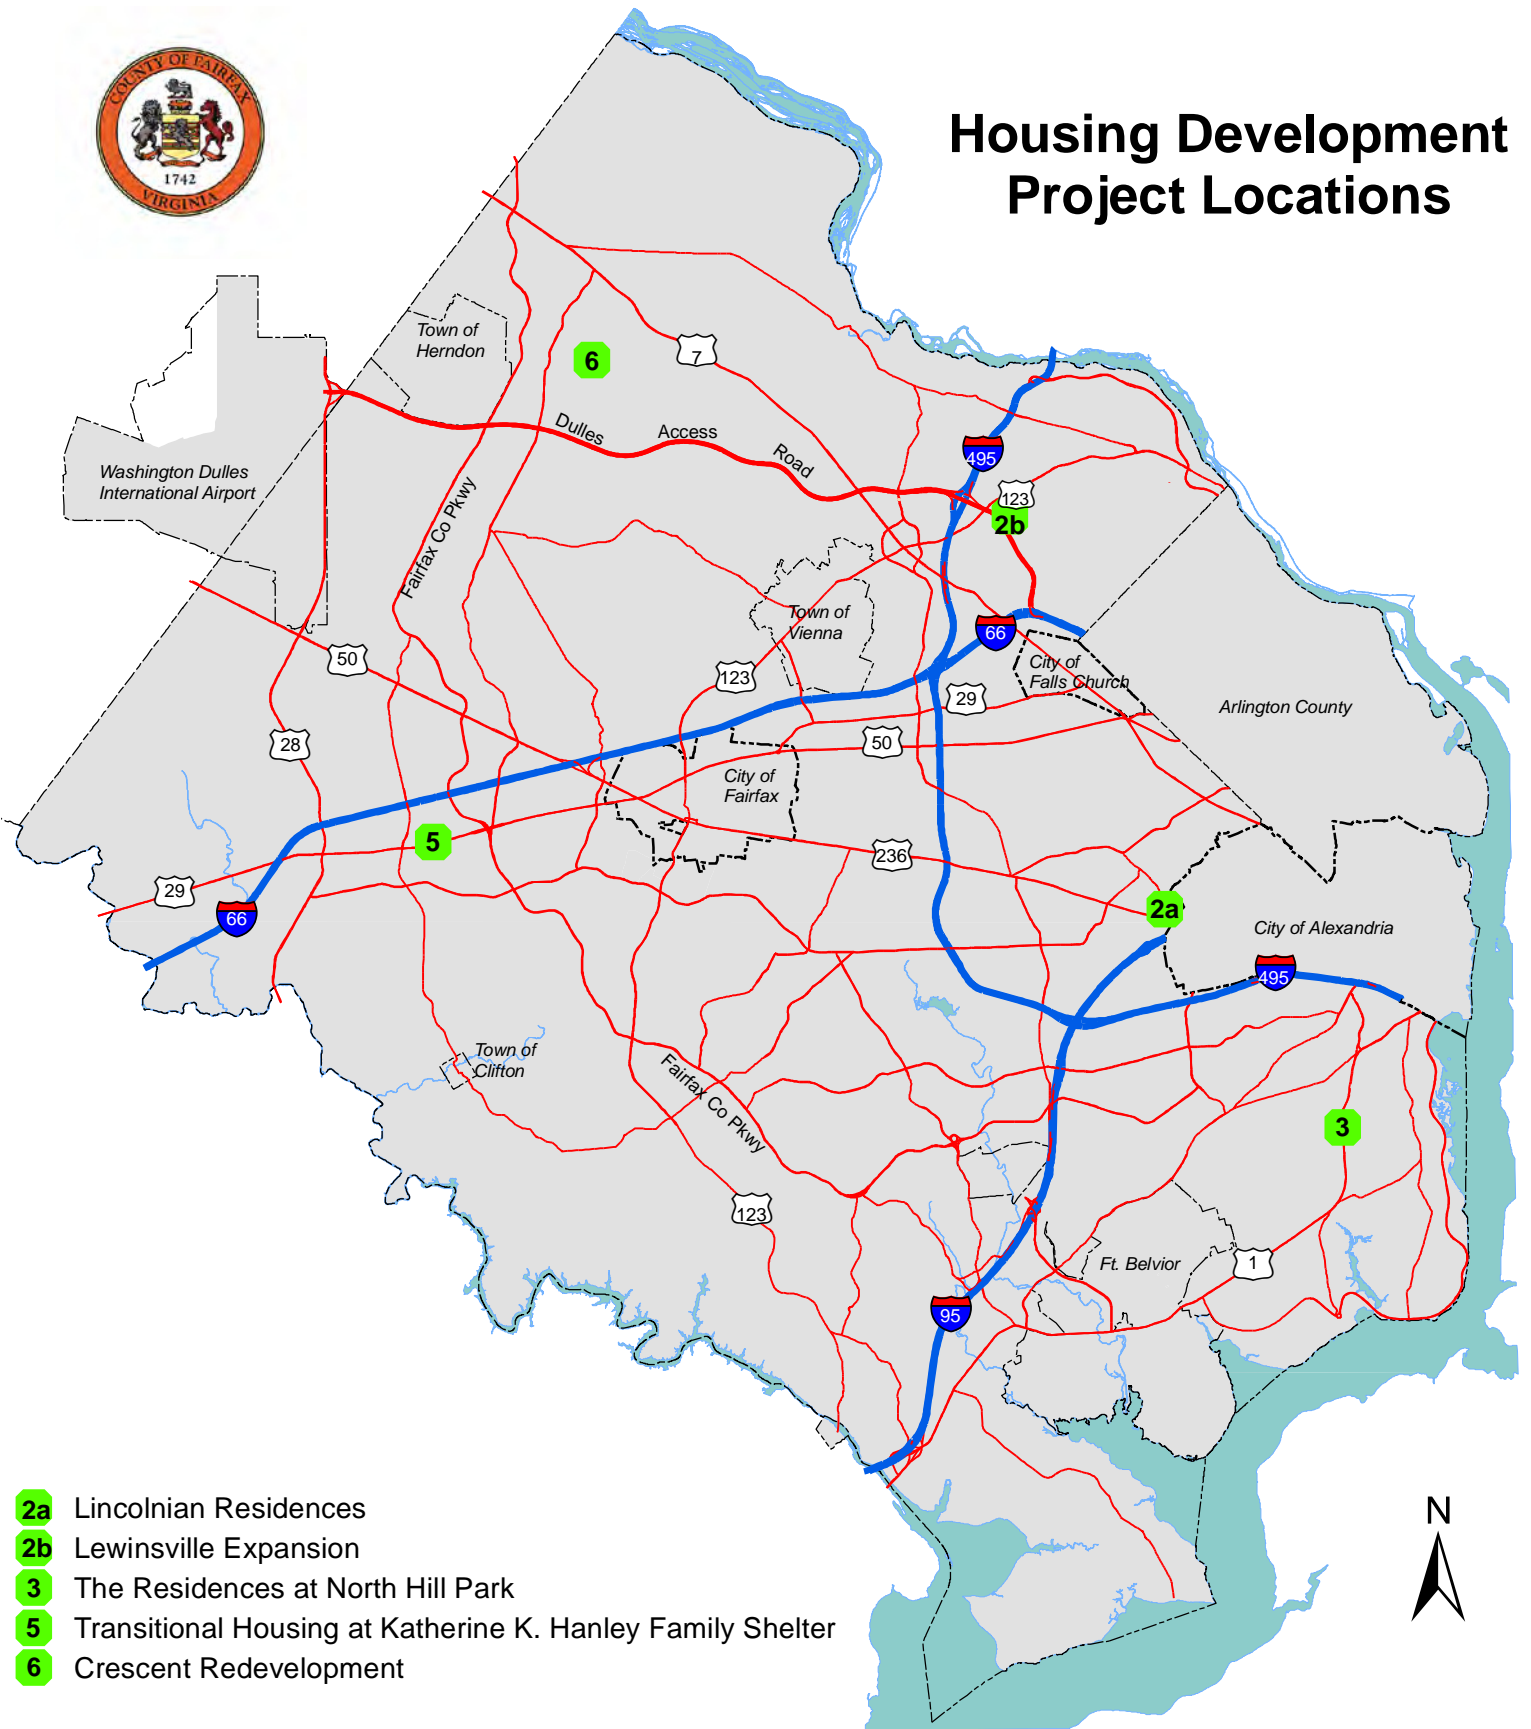 COUNTY OF FAIRFAX
1742
VIRGINIA
Housing Development
Project Locations
Town of
Herndon
6
7
Dulles Access Road
495
Washington Dulles
International Airport
123
2b
Fairfax Co Pkwy
Town of
Vienna
66
50
City of
Falls Church
123
29
Arlington County
28
50
City of
Fairfax
5
236
29
66
2a
City of Alexandria
495
Town of
Clifton
Fairfax Co Pkwy
3
123
Ft. Belvior
1
95
2a Lincolnian Residences
2b Lewinsville Expansion
3 The Residences at North Hill Park
5 Transitional Housing at Katherine K. Hanley Family Shelter
6 Crescent Redevelopment
N